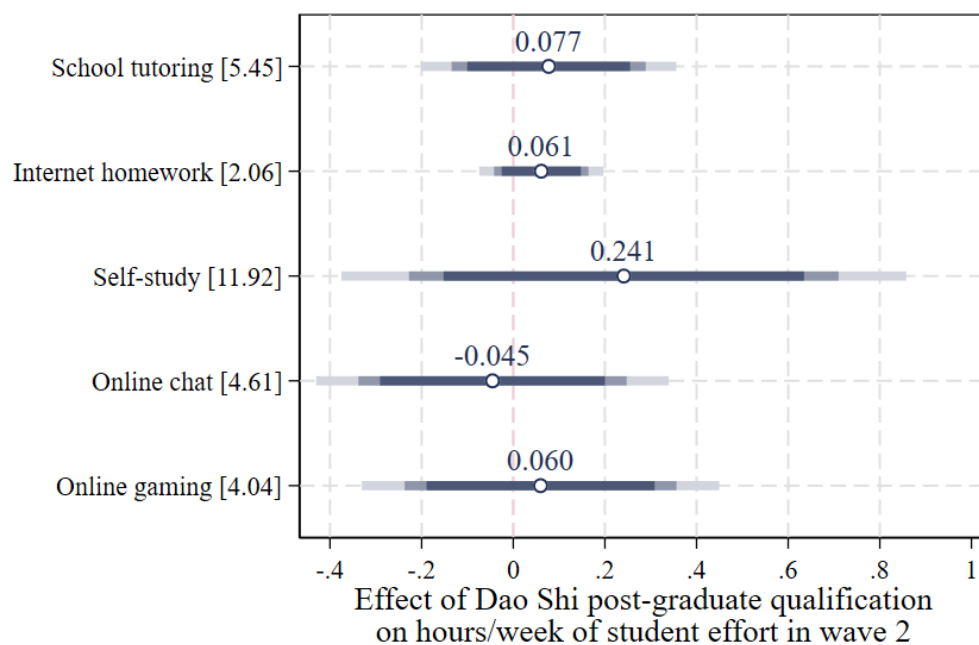 0.077
School tutoring [5.45]
0.061
Internet homework [2.06]
0.241
Self-study [11.92]
-0.045
Online chat [4.61]
0.060
Online gaming [4.04]
-.4 -.2 0 .2 .4 .6 .8 1
Effect of Dao Shi post-graduate qualification
on hours/week of student effort in wave 2